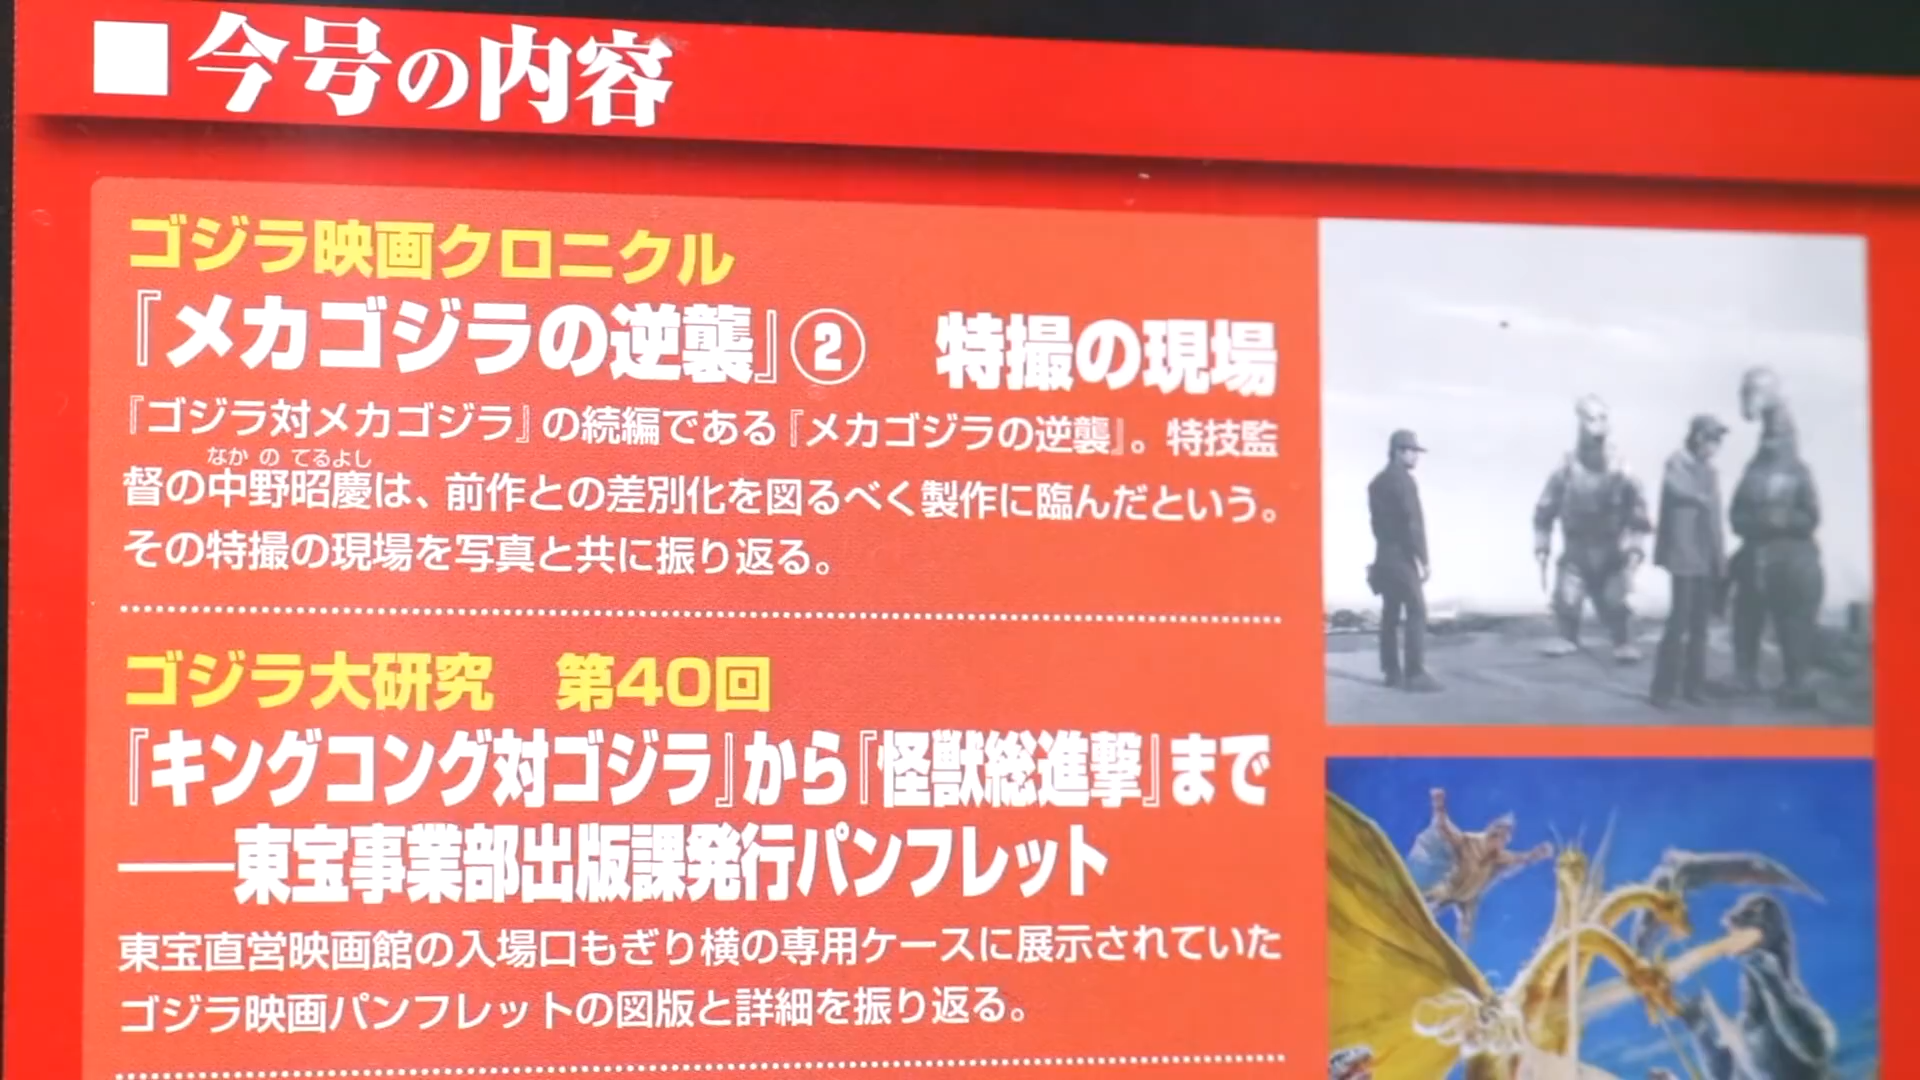 ■今号の内容
ゴジラ映画クロニクル
『メカゴジラの逆襲』② 特撮の現場
『ゴジラ対メカゴジラ』の続編である『メカゴジラの逆襲』。特技監
なか の てるよし
督の中野昭慶は、前作との差別化を図るべく製作に臨んだという。
その特撮の現場を写真と共に振り返る。
ゴジラ大研究 第40回
『キングコング対ゴジラ』から『怪獣総進撃』まで
――東宝事業部出版課発行パンフレット
東宝直営映画館の入場口もぎり横の専用ケースに展示されていた
ゴジラ映画パンフレットの図版と詳細を振り返る。